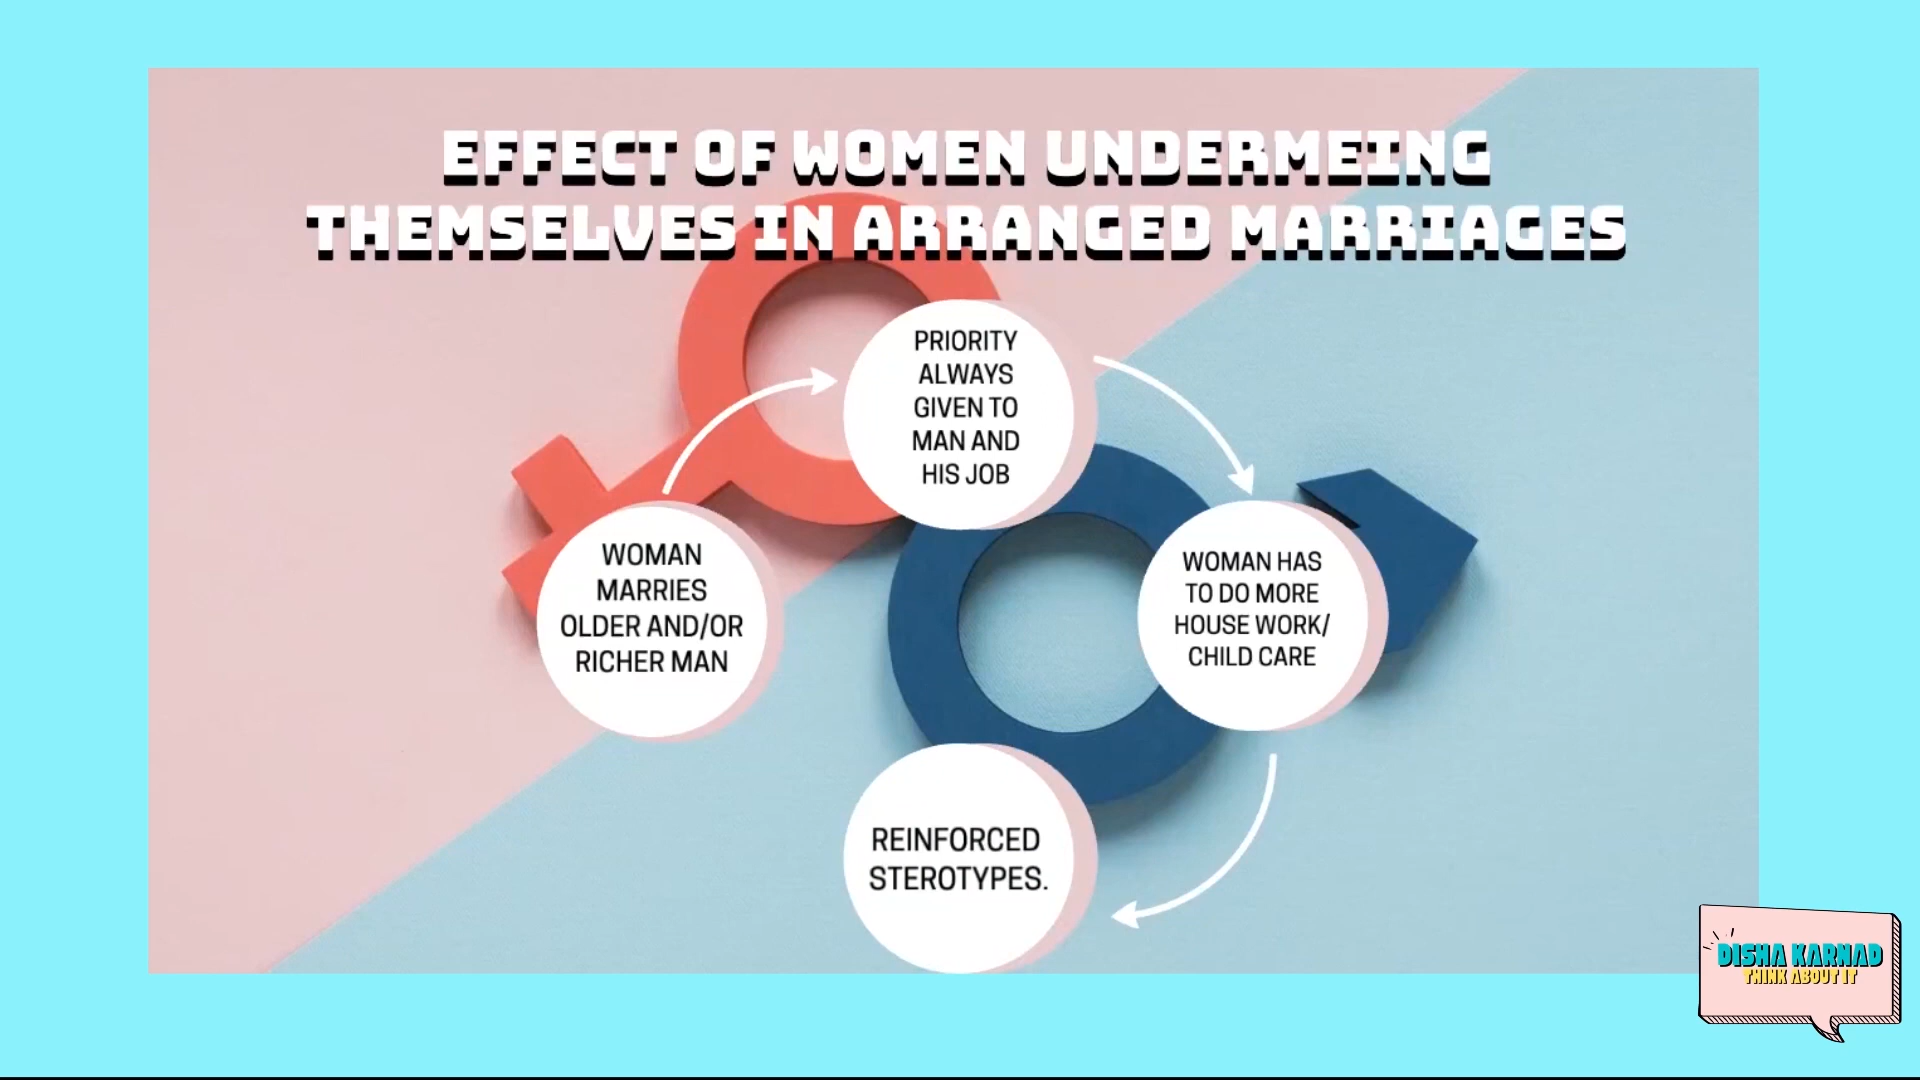 EFFECT OF WOMEN UNDERMEING
THEMSELVES IN ARRANGED MARRIAGES
WOMAN
MARRIES
OLDER AND/OR
RICHER MAN
PRIORITY
ALWAYS
GIVEN TO
MAN AND
HIS JOB
WOMAN HAS
TO DO MORE
HOUSE WORK/
CHILD CARE
REINFORCED
STEROTYPES.
DISHA KARNAD
THINK ABOUT IT